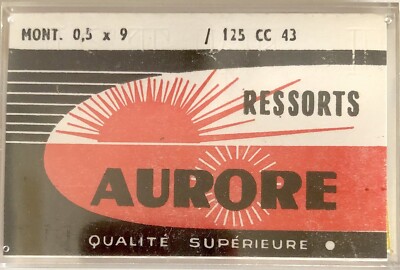 MONT. 0,5 x 9 / 125 CC 43
RESSORTS
AURORE
QUALITÉ SUPÉRIEURE